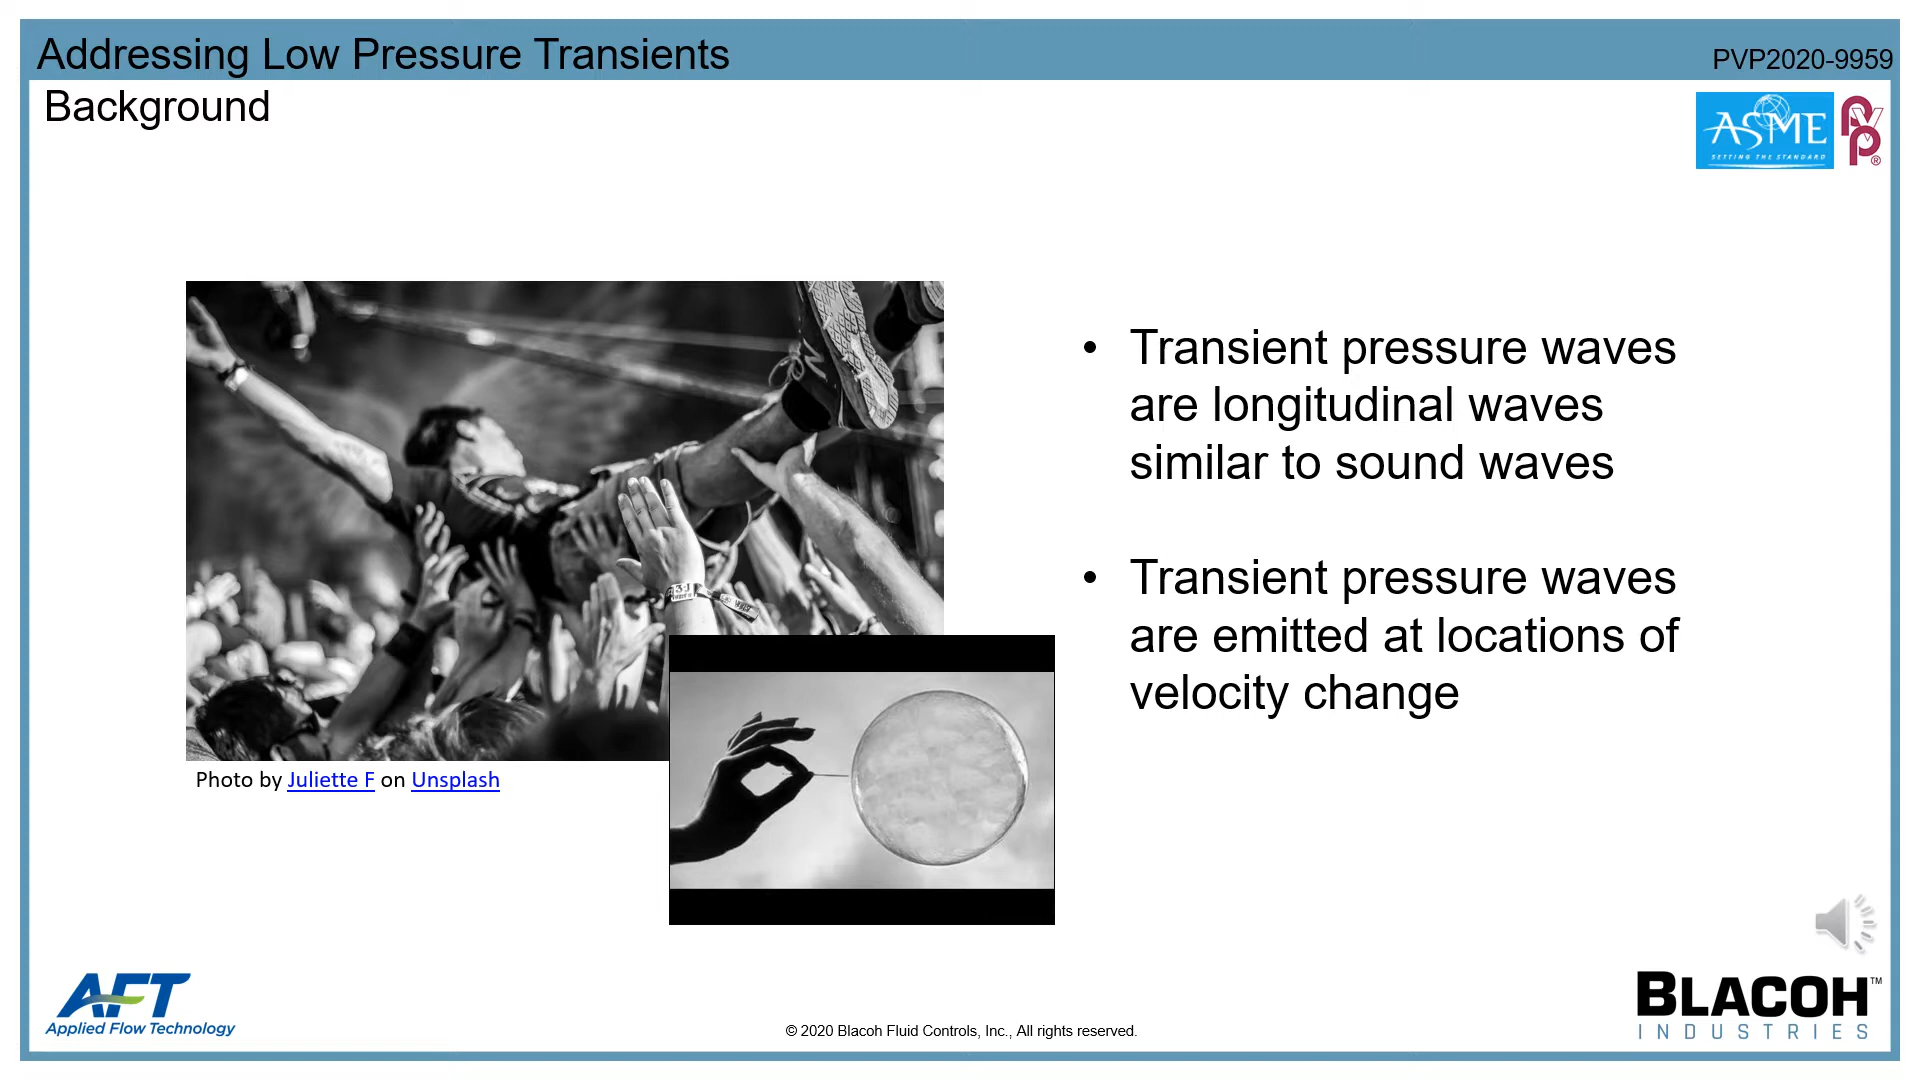 Addressing Low Pressure Transients
PVP2020-9959
Background
ASME
SETTING THE STANDARD
PVP®
• Transient pressure waves
are longitudinal waves
similar to sound waves
• Transient pressure waves
are emitted at locations of
velocity change
Photo by Juliette F on Unsplash
AFT
Applied Flow Technology
© 2020 Blacoh Fluid Controls, Inc., All rights reserved.
BLACOH™
INDUSTRIES